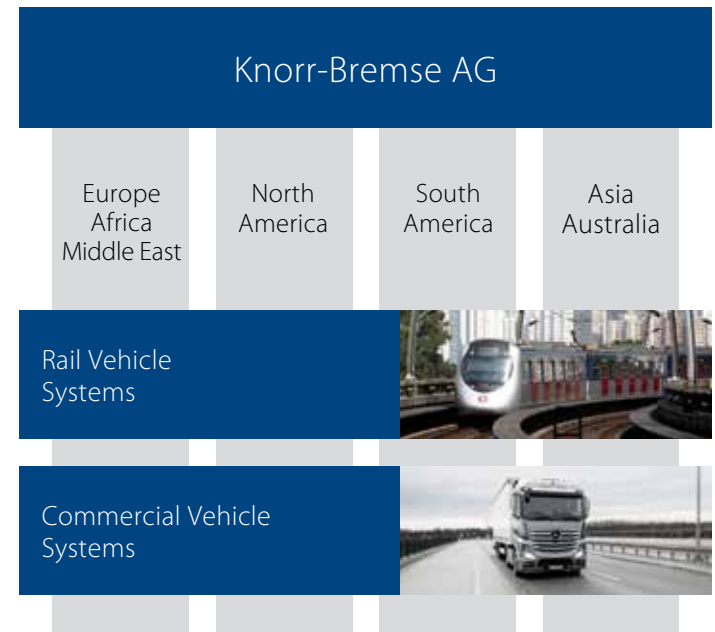 Knorr-Bremse AG
Europe
Africa
Middle East
North
America
South
America
Asia
Australia
Rail Vehicle
Systems
Commercial Vehicle
Systems